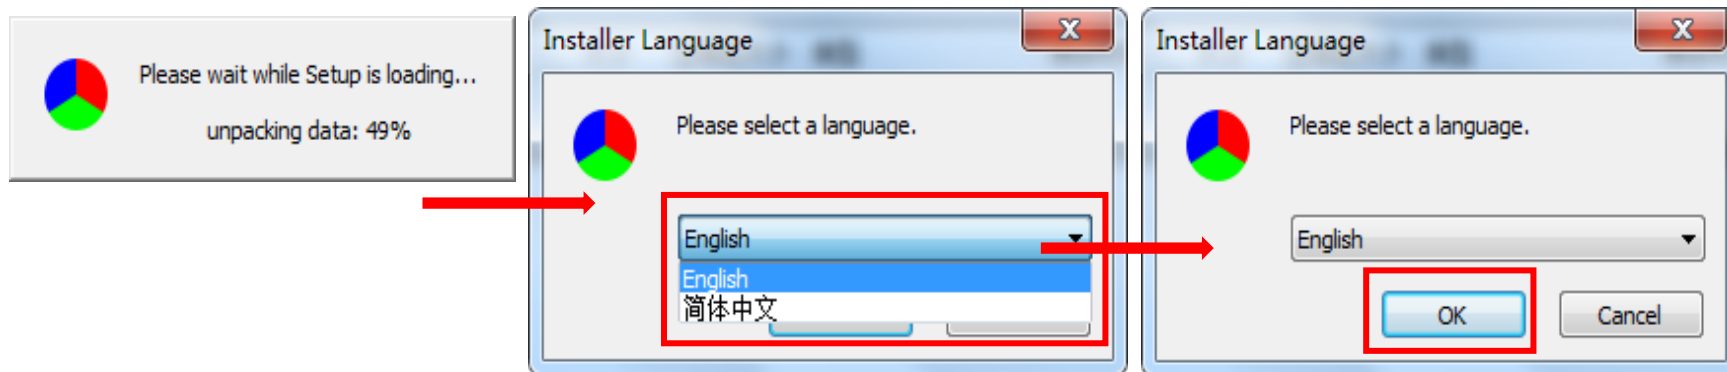 Please wait while Setup is loading...
unpacking data: 49%
Installer Language
Please select a language.
English
English
简体中文
Installer Language
Please select a language.
English
OK
Cancel